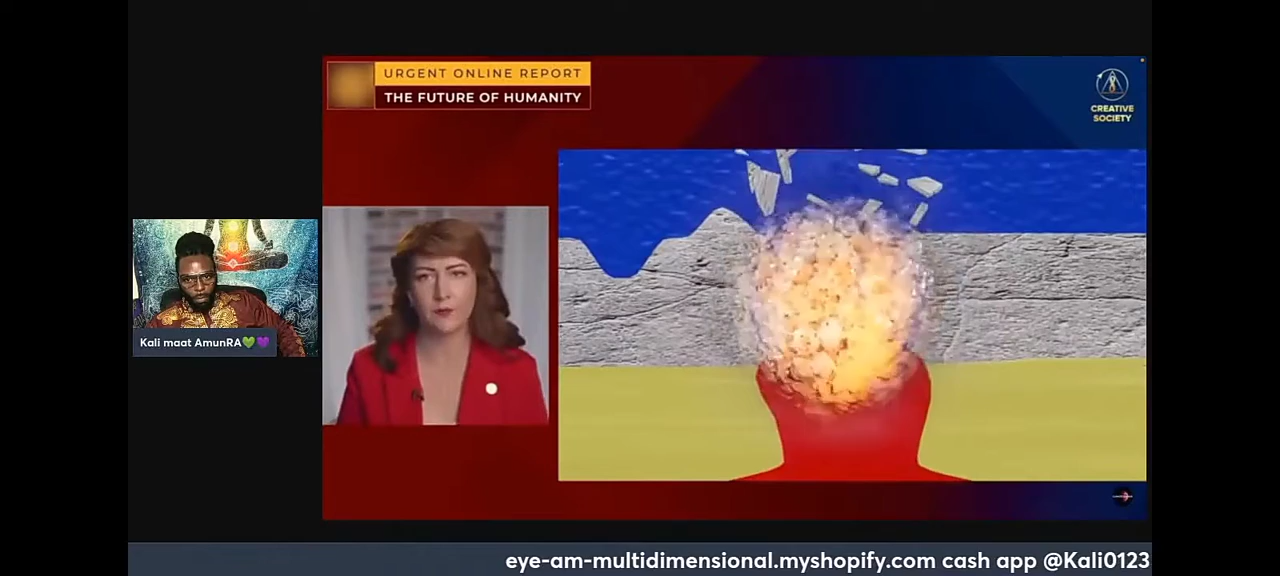 URGENT ONLINE REPORT
THE FUTURE OF HUMANITY
CREATIVE
SOCIETY
Kali maat AmunRA💚💜
eye-am-multidimensional.myshopify.com cash app @Kali0123